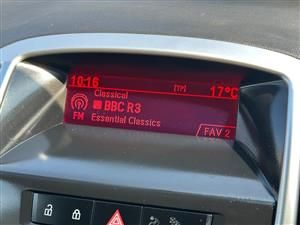 10:16 [TP] 17°C
Classical
BBC R3
FM Essential Classics
FAV 2